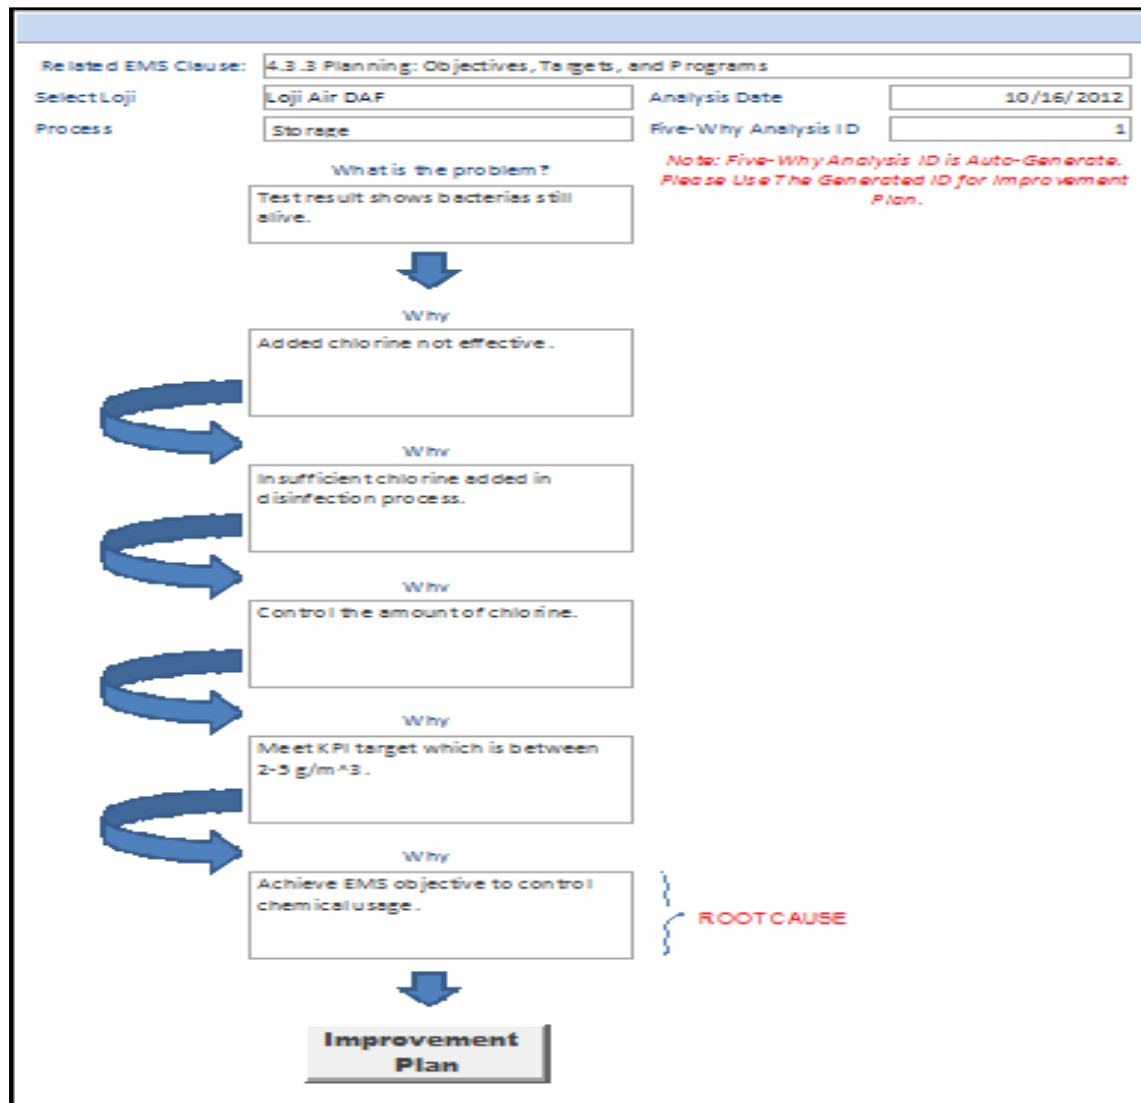 Related EMS Clause: 4.3.3 Planning: Objectives, Targets, and Programs
Select Loji Loji Air DAF Analysis Date 10/16/2012
Process Storage Five-Why Analysis ID 1
Note: Five-Why Analysis ID is Auto-Generate.
Please Use The Generated ID for Improvement
Plan.
What is the problem?
Test result shows bacterias still
alive.
Why
Added chlorine not effective.
Why
Insufficient chlorine added in
disinfection process.
Why
Control the amount of chlorine.
Why
Meet KPI target which is between
2-5 g/m^3.
Why
Achieve EMS objective to control
chemical usage.
ROOT CAUSE
Improvement
Plan